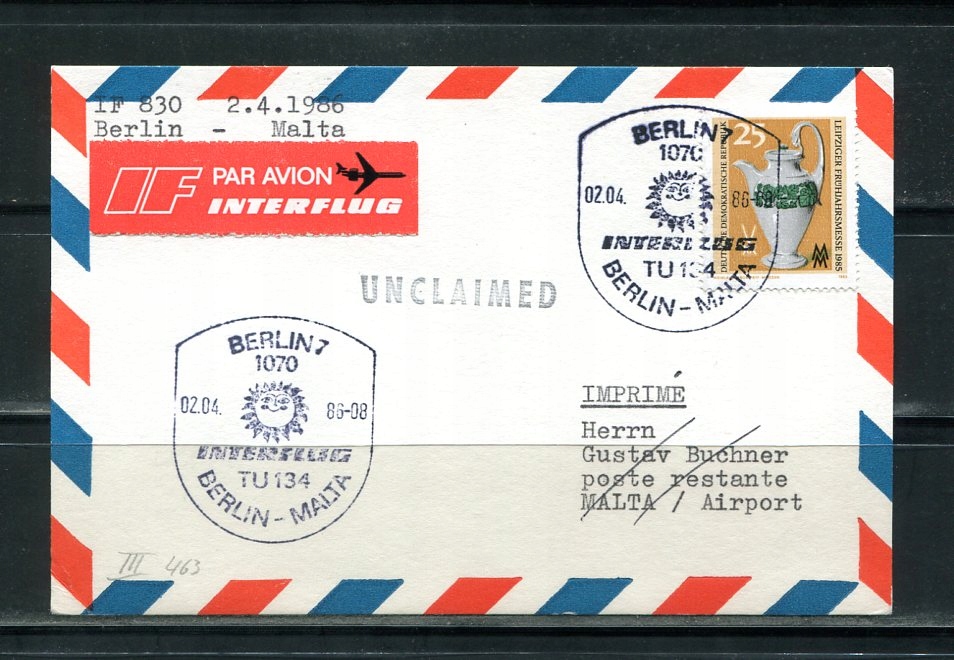 IF 830   2.4.1986
Berlin  -  Malta
IF PAR AVION
INTERFLUG
BERLIN 7
1070
02.04.   86-08
INTERFLUG
TU 134
BERLIN - MALTA
25
DEUTSCHE DEMOKRATISCHE REPUBLIK
LEIPZIGER FRÜHJAHRSMESSE 1985
UNCLAIMED
BERLIN 7
1070
02.04.   86-08
INTERFLUG
TU 134
BERLIN - MALTA
IMPRIMÉ
Herrn
Gustav Buchner
poste restante
MALTA / Airport
III 463